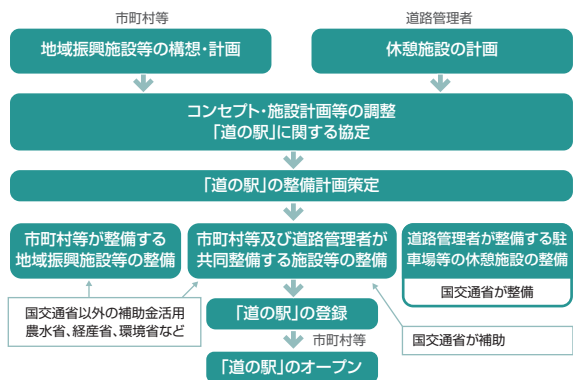 市町村等
道路管理者
地域振興施設等の構想・計画
休憩施設の計画
コンセプト・施設計画等の調整
「道の駅」に関する協定
「道の駅」の整備計画策定
市町村等が整備する
地域振興施設等の整備
市町村等及び道路管理者が
共同整備する施設等の整備
道路管理者が整備する駐
車場等の休憩施設の整備
国交通省が整備
国交通省以外の補助金活用
農水省、経産省、環境省など
「道の駅」の登録
国交通省が補助
市町村等
「道の駅」のオープン